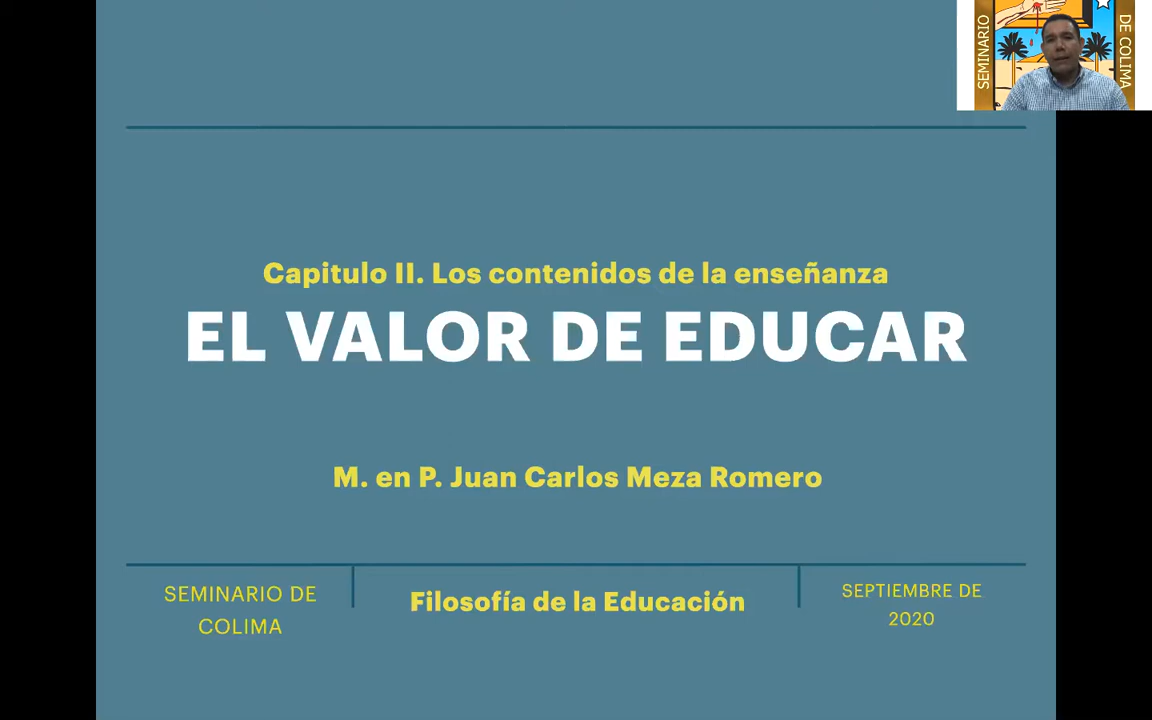 SEMINARIO
DE COLIMA
Capitulo II. Los contenidos de la enseñanza
EL VALOR DE EDUCAR
M. en P. Juan Carlos Meza Romero
SEMINARIO DE
COLIMA
Filosofía de la Educación
SEPTIEMBRE DE
2020